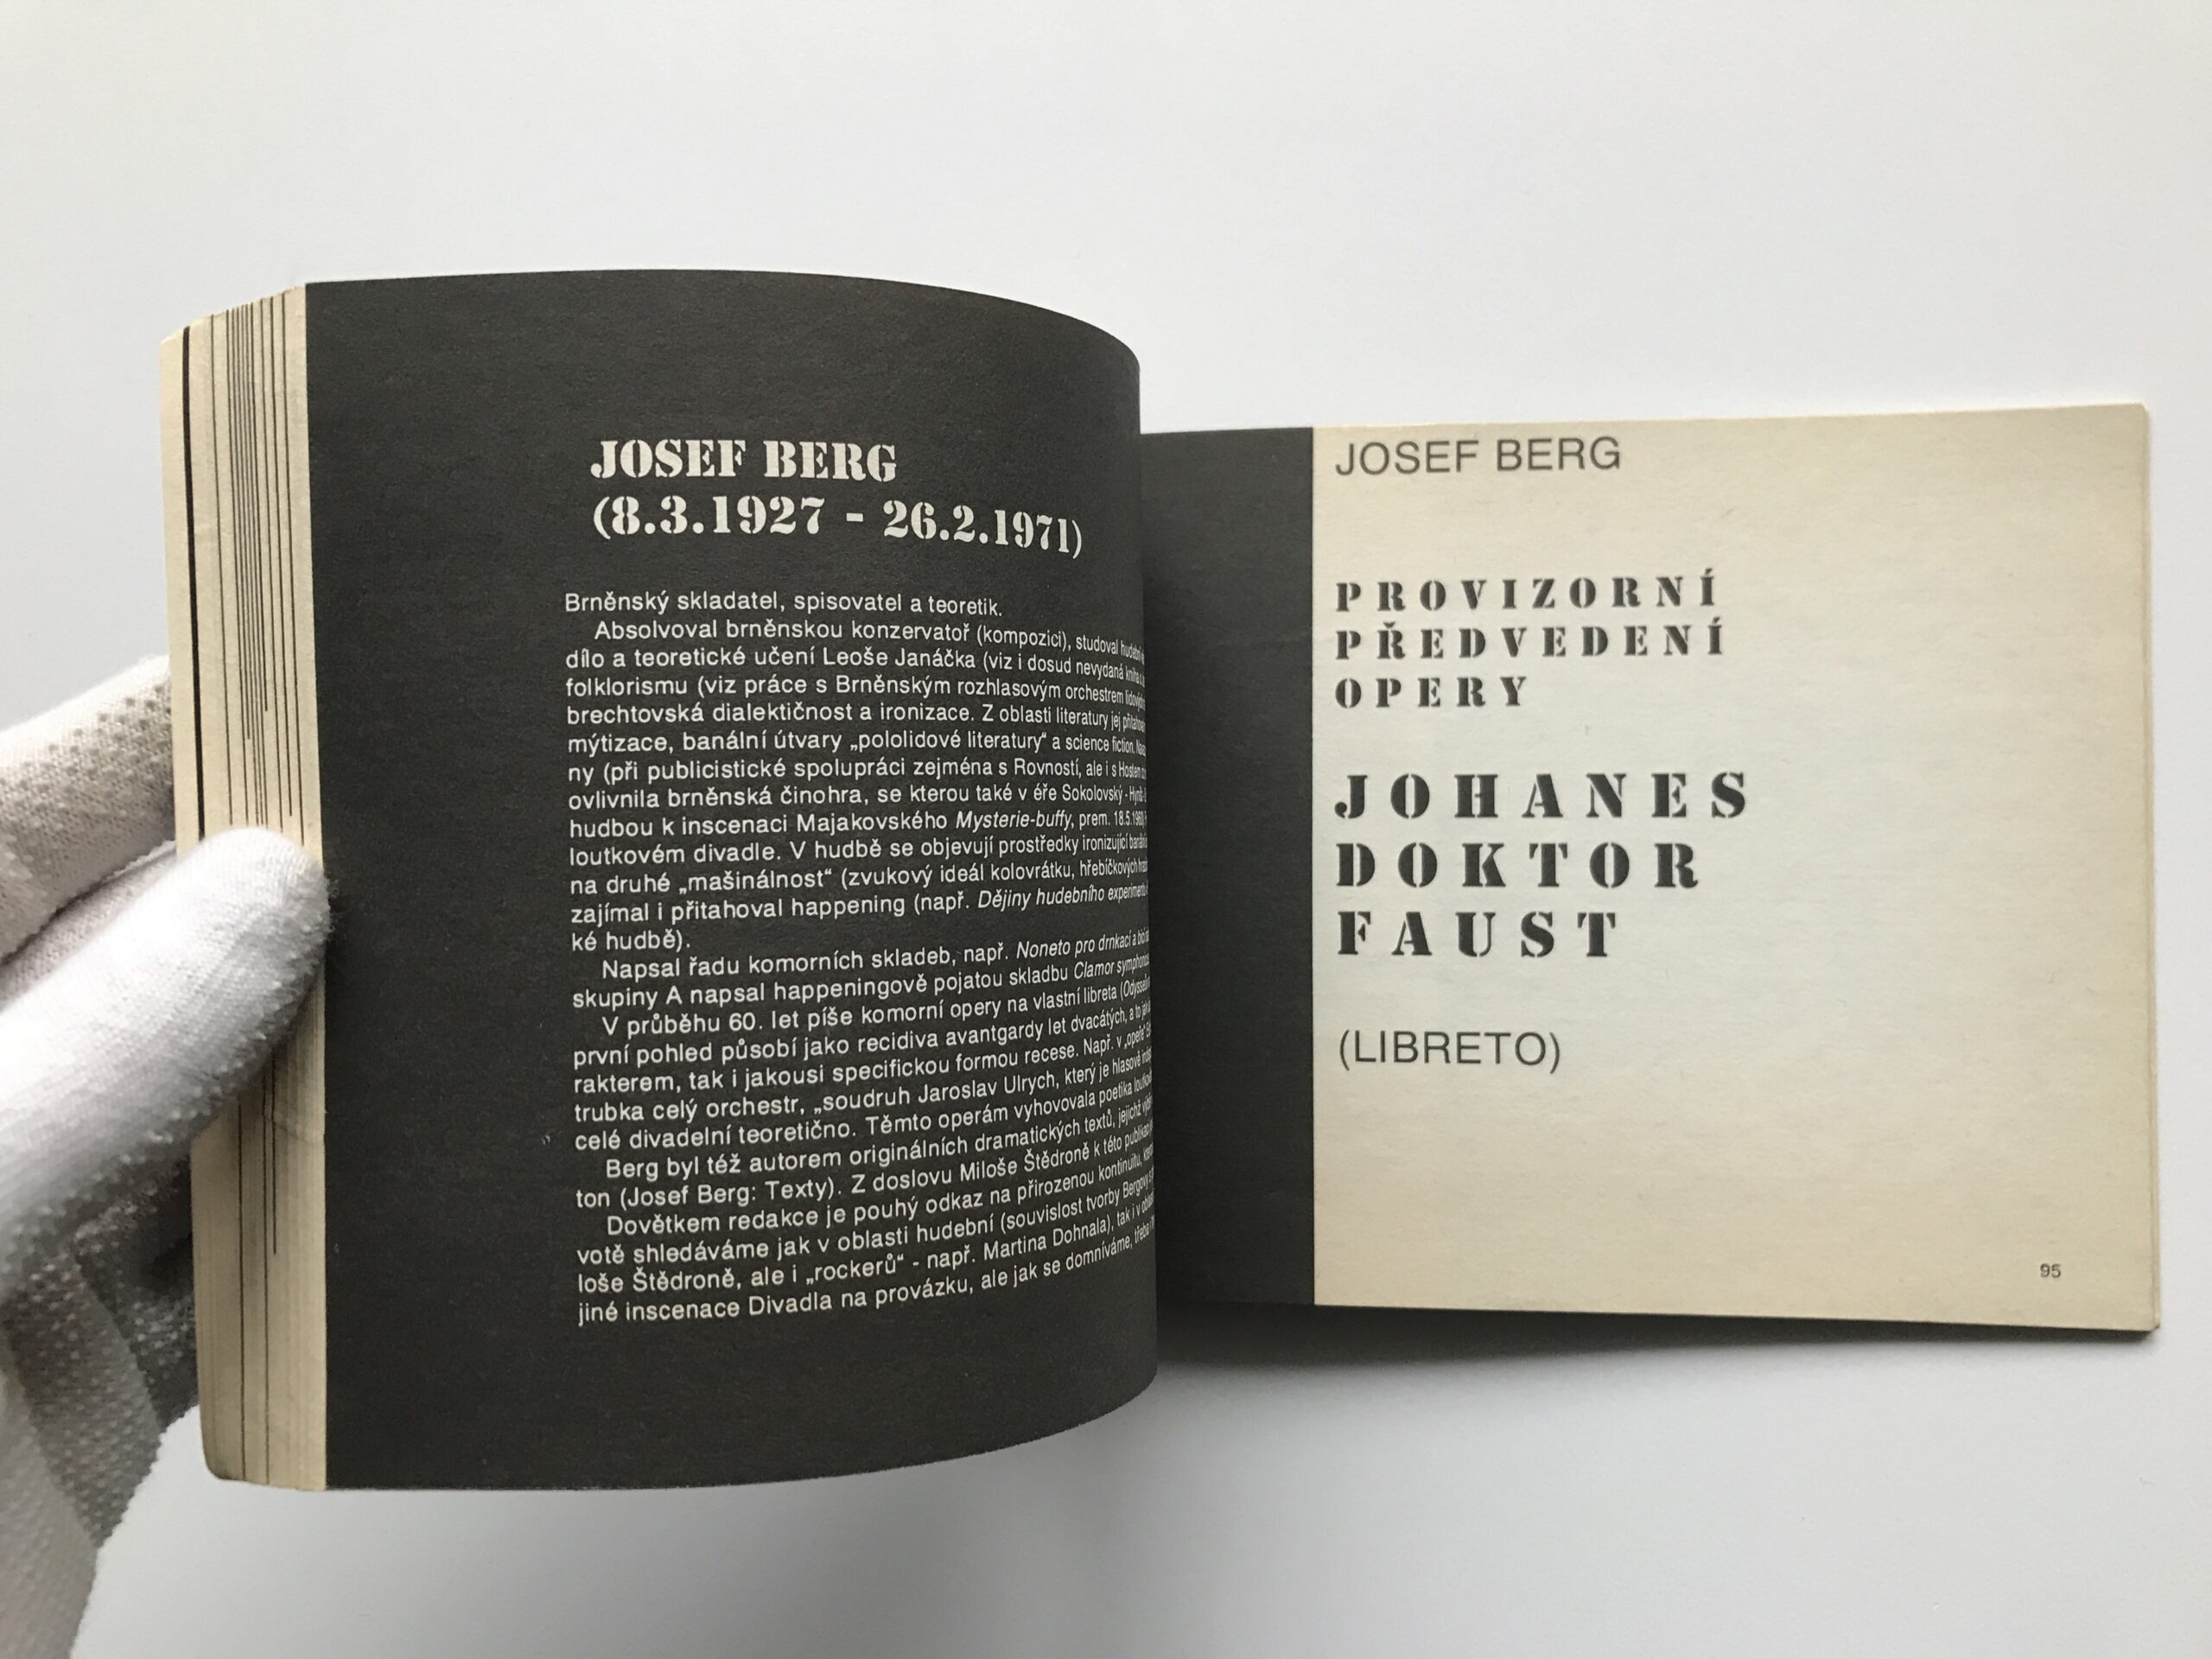 JOSEF BERG
(8.3.1927 - 26.2.1971)
Brněnský skladatel, spisovatel a teoretik.
Absolvoval brněnskou konzervatoř (kompozici), studoval
dílo a teoretické učení Leoše Janáčka (viz i dosud nevydaná kniha
folklorismu (viz práce s Brněnským rozhlasovým orchestrem
brechtovská dialektičnost a ironizace. Z oblasti literatury jej
mýtizace, banální útvary „pololidové literatury“ a science fiction.
ny (při publicistické spolupráci zejména s Rovností, ale i s Hostem
ovlivnila brněnská činohra, se kterou také v éře Sokolovský -
hudbou k inscenaci Majakovského Mysterie-buffy, prem. 18.5.1960,
loutkovém divadle. V hudbě se objevují prostředky ironizující
na druhé „mašinálnost“ (zvukový ideál kolovrátku, hřebíčkových
zajímal i přitahoval happening (např. Dějiny hudebního experimentu
ké hudbě).
Napsal řadu komorních skladeb, např. Noneto pro drnkací a bicí
skupiny A napsal happeningově pojatou skladbu Clamor
V průběhu 60. let píše komorní opery na vlastní libreta
první pohled působí jako recidiva avantgardy let dvacátých, a to
rakterem, tak i jakousi specifickou formou recese. Např. v „opeře“
trubka celý orchestr, „soudruh Jaroslav Ulrych, který je hlasově
celé divadelní teoretično. Těmto operám vyhovovala poetika
Berg byl též autorem originálních dramatických textů, jejichž
ton (Josef Berg: Texty). Z doslovu Miloše Štědroně k této
Dovětkem redakce je pouhý odkaz na přirozenou kontinuitu,
votě shledáváme jak v oblasti hudební (souvislost tvorby Bergovy
loše Štědroně, ale i „rockerů“ - např. Martina Dohnala), tak i v
jiné inscenace Divadla na provázku, ale jak se domníváme, třeba
JOSEF BERG
PROVIZORNÍ
PŘEDVEDENÍ
OPERY
JOHANES
DOKTOR
FAUST
(LIBRETO)
95